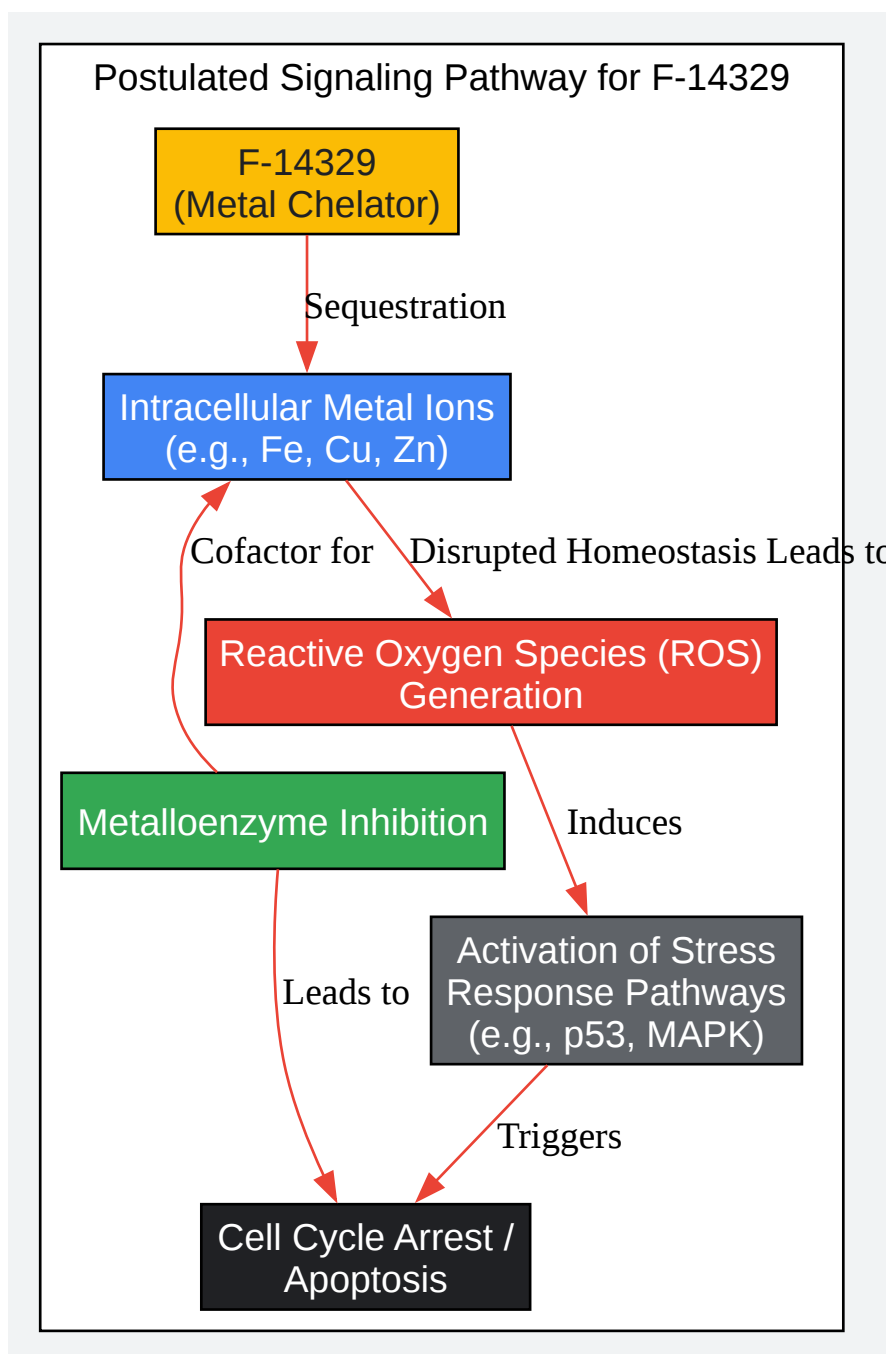 Postulated Signaling Pathway for F-14329
F-14329
(Metal Chelator)
Sequestration
Intracellular Metal Ions
(e.g., Fe, Cu, Zn)
Cofactor for
Disrupted Homeostasis Leads to
Reactive Oxygen Species (ROS)
Generation
Metalloenzyme Inhibition
Induces
Activation of Stress
Response Pathways
(e.g., p53, MAPK)
Leads to
Triggers
Cell Cycle Arrest /
Apoptosis